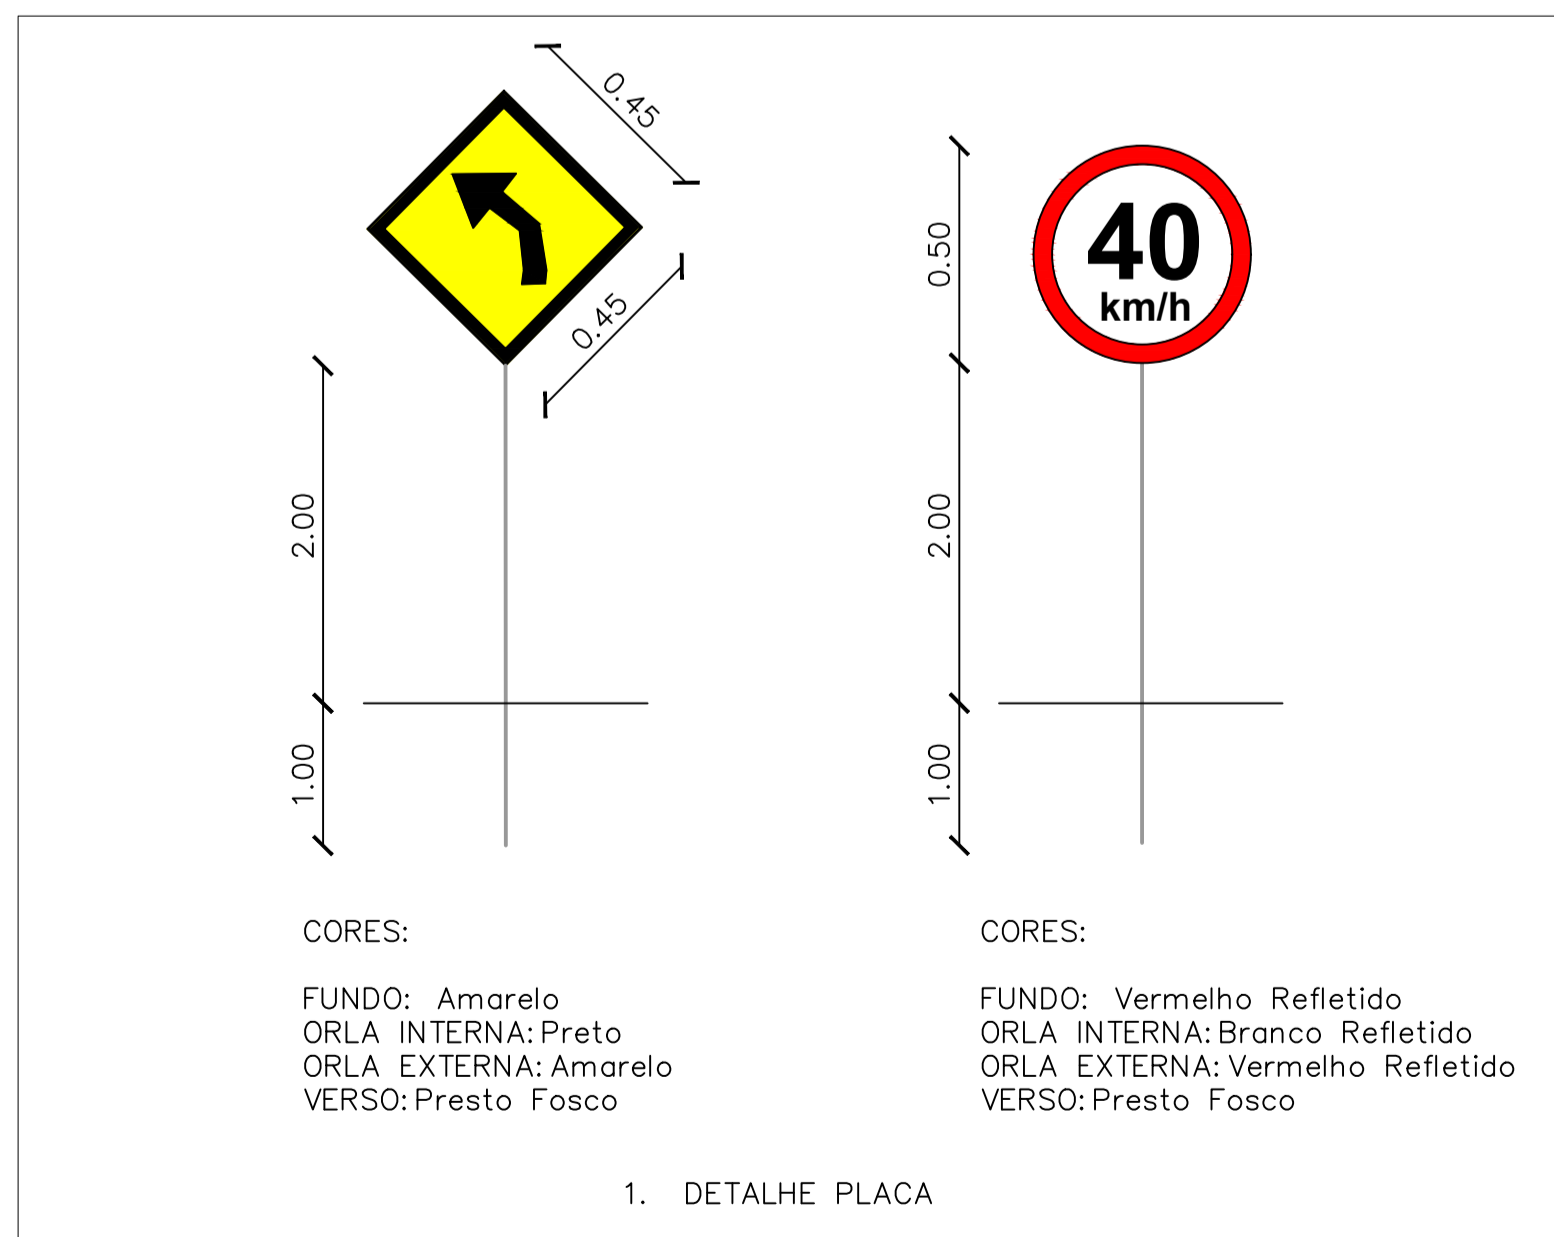 0.45
0.45
2.00
1.00
0.50
2.00
1.00
40
km/h
CORES:
FUNDO: Amarelo
ORLA INTERNA: Preto
ORLA EXTERNA: Amarelo
VERSO: Presto Fosco
CORES:
FUNDO: Vermelho Refletido
ORLA INTERNA: Branco Refletido
ORLA EXTERNA: Vermelho Refletido
VERSO: Presto Fosco
1. DETALHE PLACA